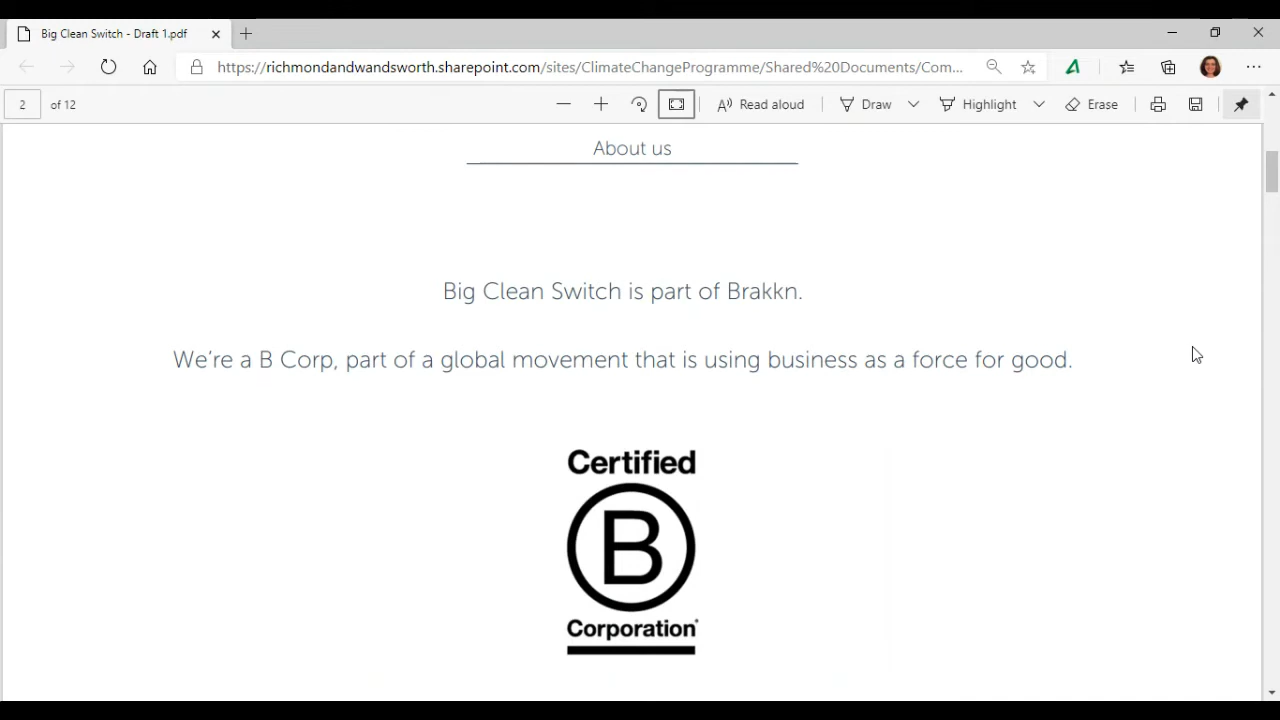 Big Clean Switch - Draft 1.pdf
https://richmondandwandsworth.sharepoint.com/sites/ClimateChangeProgramme/Shared%20Documents/Com...
2 of 12
Read aloud
Draw
Highlight
Erase
About us
Big Clean Switch is part of Brakkn.
We're a B Corp, part of a global movement that is using business as a force for good.
Certified
B
Corporation